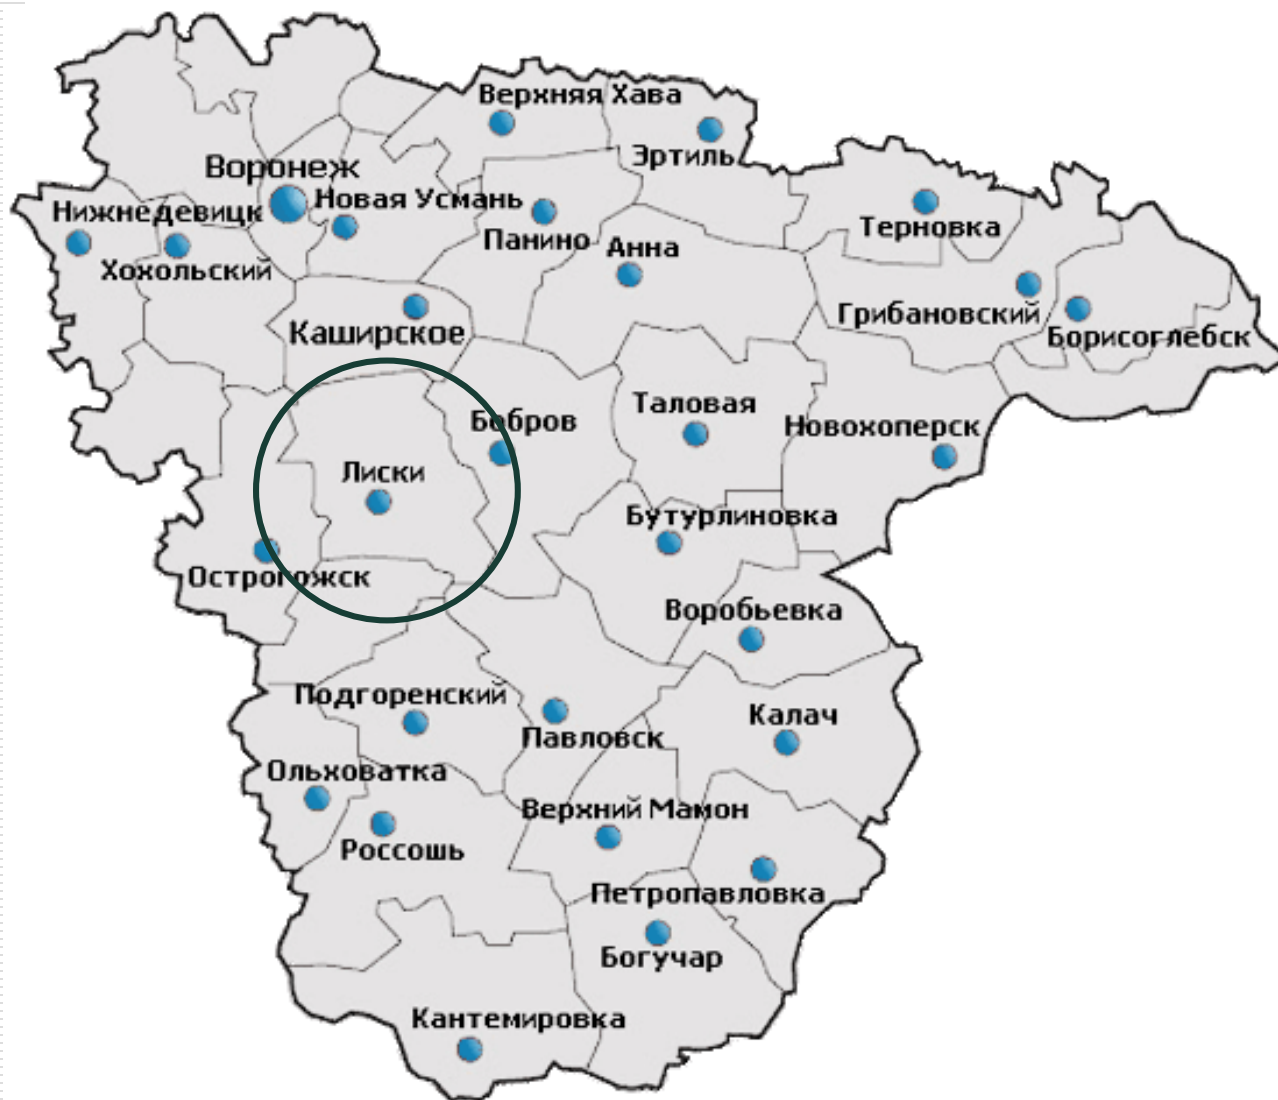 Верхняя Хава
Эртиль
Воронеж
Новая Усмань
Нижнедевицк
Терновка
Панино
Анна
Хохольский
Грибановский
Каширское
Борисоглебск
Таловая
Бобров
Новохоперск
Лиски
Бутурлиновка
Острогожск
Воробьевка
Подгоренский
Калач
Павловск
Ольховатка
Верхний Мамон
Россошь
Петропавловка
Богучар
Кантемировка